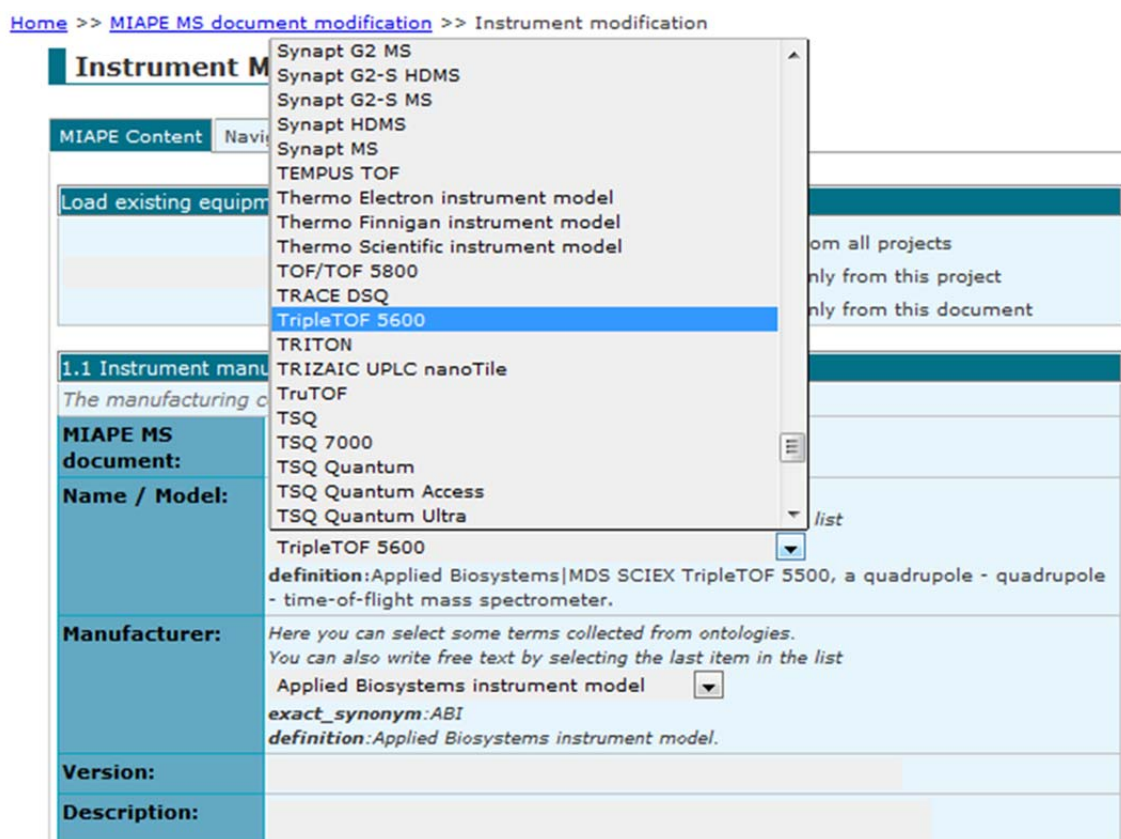 Home >> MIAPE MS document modification >> Instrument modification
Instrument M
MIAPE Content
Load existing equipm
om all projects
nly from this project
nly from this document
Synapt G2 MS
Synapt G2-S HDMS
Synapt G2-S MS
Synapt HDMS
Synapt MS
TEMPUS TOF
Thermo Electron instrument model
Thermo Finnigan instrument model
Thermo Scientific instrument model
TOF/TOF 5800
TRACE DSQ
TripleTOF 5600
TRITON
TRIZAIC UPLC nanoTile
TruTOF
TSQ
TSQ 7000
TSQ Quantum
TSQ Quantum Access
TSQ Quantum Ultra
1.1 Instrument manu
The manufacturing c
MIAPE MS
document:
Name / Model:
list
TripleTOF 5600
definition:Applied Biosystems|MDS SCIEX TripleTOF 5500, a quadrupole - quadrupole
- time-of-flight mass spectrometer.
Manufacturer:
Here you can select some terms collected from ontologies.
You can also write free text by selecting the last item in the list
Applied Biosystems instrument model
exact_synonym:ABI
definition:Applied Biosystems instrument model.
Version:
Description: